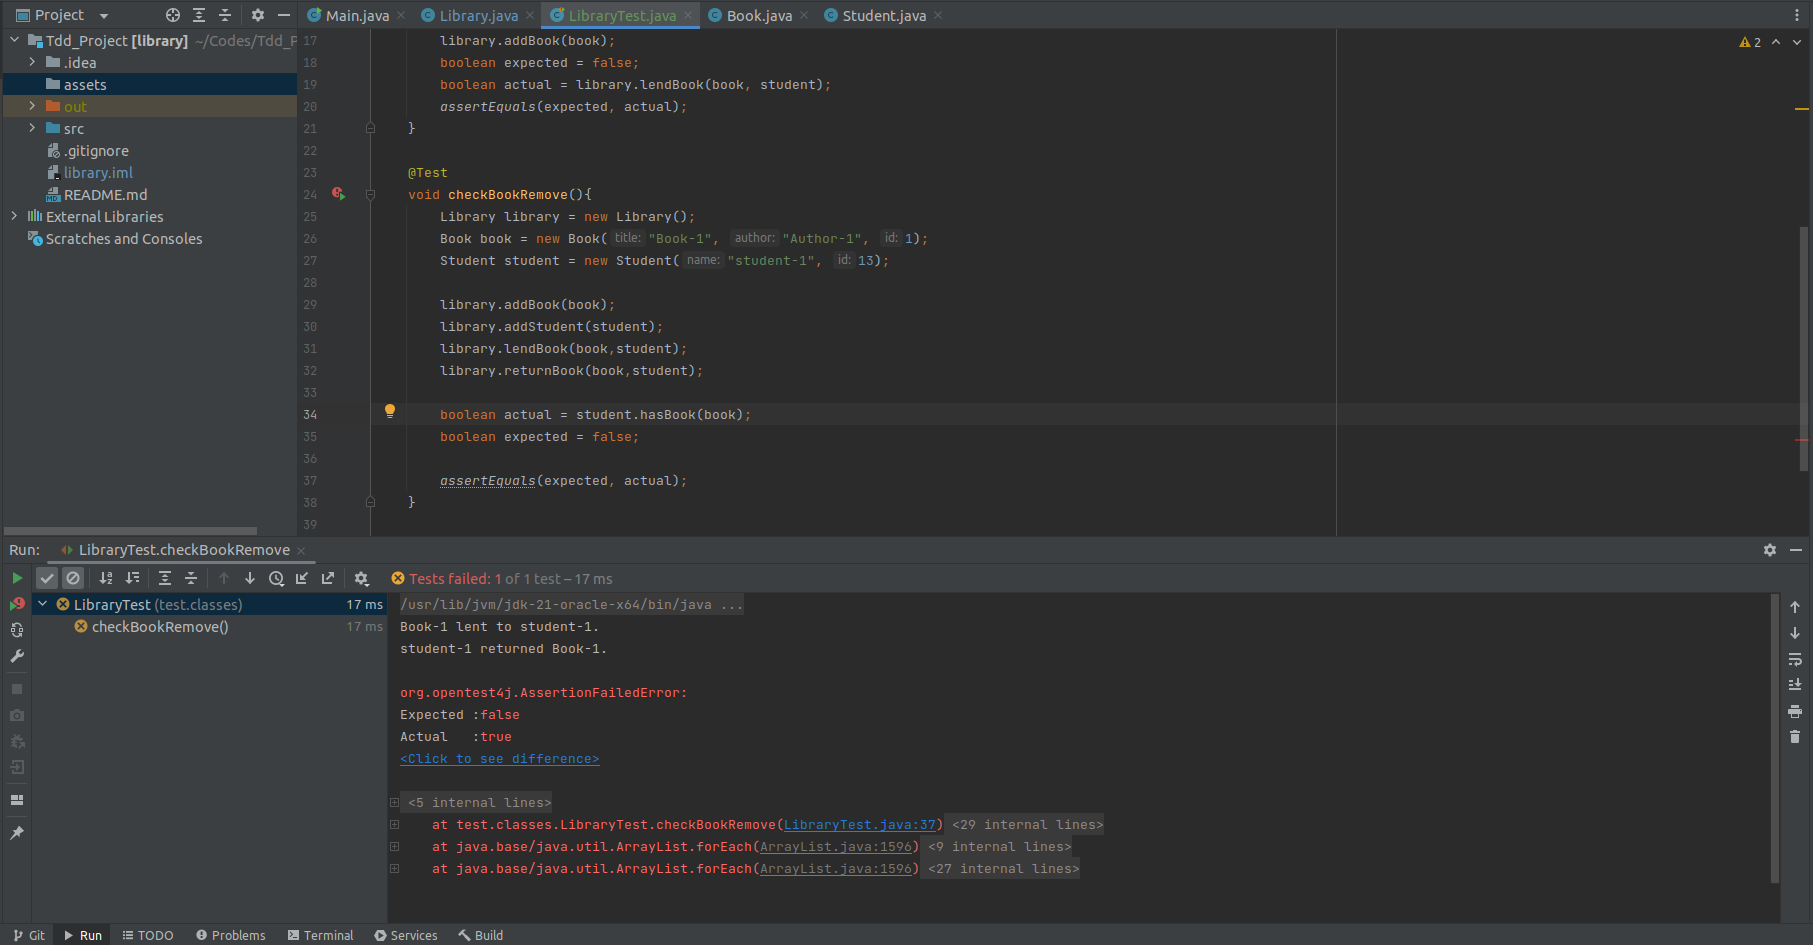 Project
Main.java
Library.java
LibraryTest.java
Book.java
Student.java
Tdd_Project [library] ~/Codes/Tdd_P
.idea
assets
out
src
.gitignore
library.iml
README.md
External Libraries
Scratches and Consoles
2
17 library.addBook(book);
18 boolean expected = false;
19 boolean actual = library.lendBook(book, student);
20 assertEquals(expected, actual);
21 }
22
23 @Test
24 void checkBookRemove(){
25 Library library = new Library();
26 Book book = new Book( title: "Book-1", author: "Author-1", id: 1);
27 Student student = new Student( name: "student-1", id: 13);
28
29 library.addBook(book);
30 library.addStudent(student);
31 library.lendBook(book,student);
32 library.returnBook(book,student);
33
34 boolean actual = student.hasBook(book);
35 boolean expected = false;
36
37 assertEquals(expected, actual);
38 }
39
Run: LibraryTest.checkBookRemove
Tests failed: 1 of 1 test – 17 ms
LibraryTest (test.classes) 17 ms
checkBookRemove() 17 ms
/usr/lib/jvm/jdk-21-oracle-x64/bin/java ...
Book-1 lent to student-1.
student-1 returned Book-1.
org.opentest4j.AssertionFailedError:
Expected :false
Actual :true
<Click to see difference>
<5 internal lines>
at test.classes.LibraryTest.checkBookRemove(LibraryTest.java:37) <29 internal lines>
at java.base/java.util.ArrayList.forEach(ArrayList.java:1596) <9 internal lines>
at java.base/java.util.ArrayList.forEach(ArrayList.java:1596) <27 internal lines>
Git
Run
TODO
Problems
Terminal
Services
Build